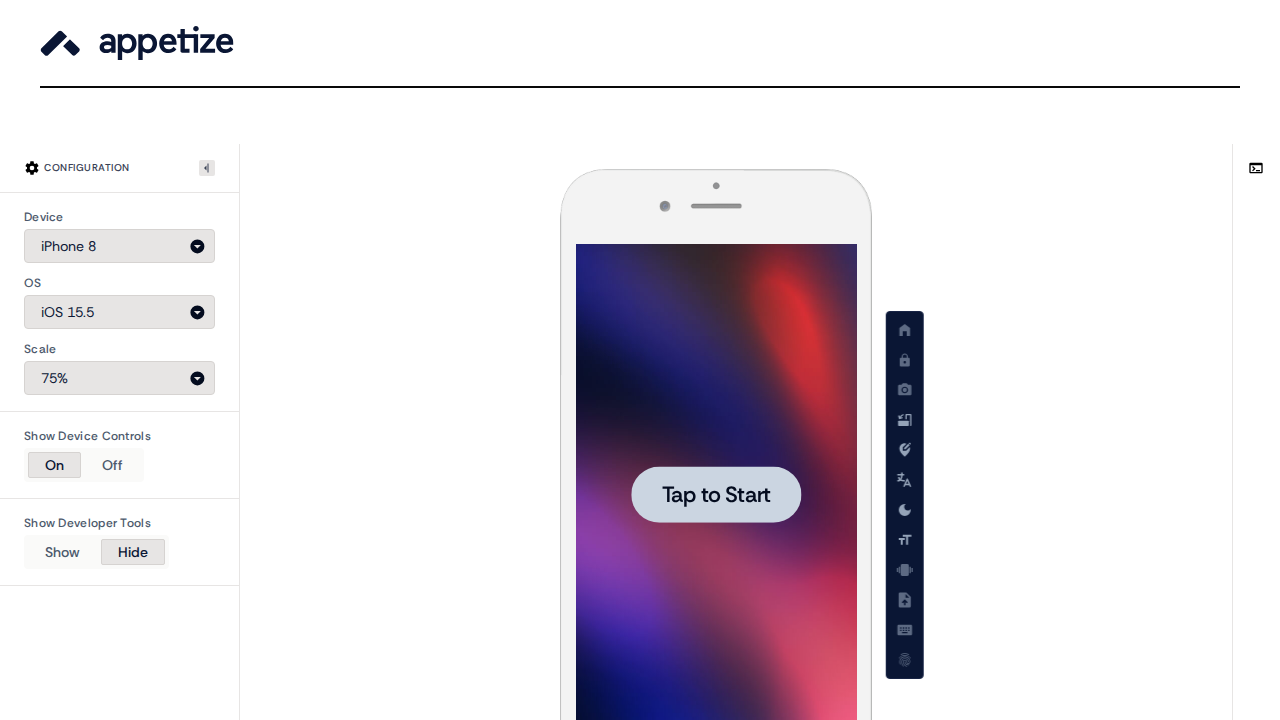 appetize
CONFIGURATION
Device
iPhone 8
OS
iOS 15.5
Scale
75%
Show Device Controls
On Off
Show Developer Tools
Show Hide
Tap to Start